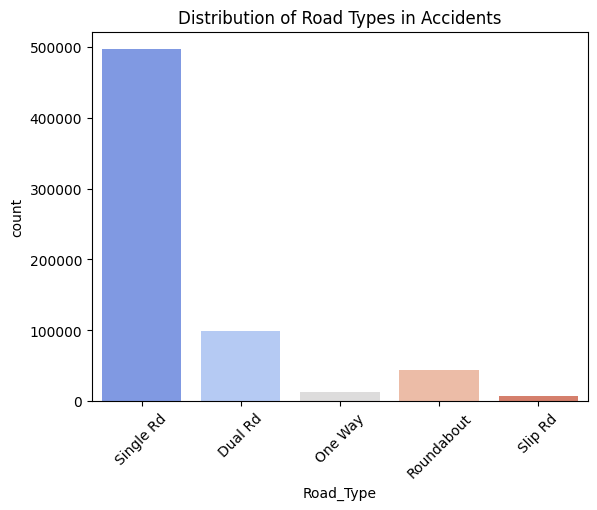 Distribution of Road Types in Accidents
count
500000
400000
300000
200000
100000
0
Single Rd
Dual Rd
One Way
Roundabout
Slip Rd
Road_Type